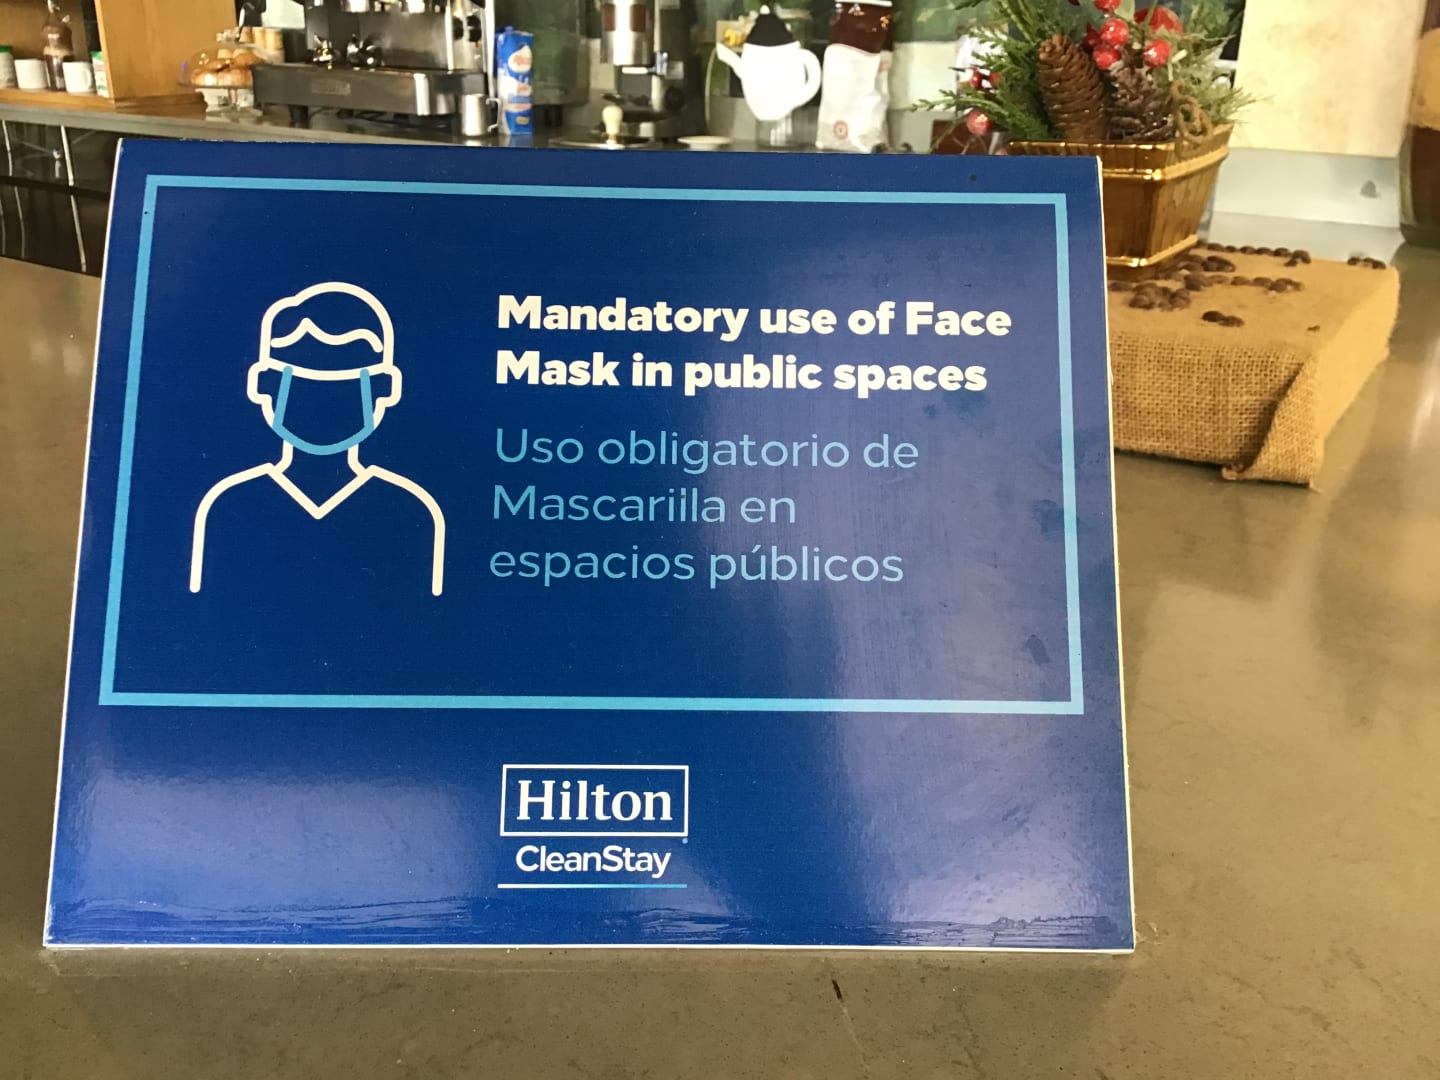 Mandatory use of Face
Mask in public spaces
Uso obligatorio de
Mascarilla en
espacios públicos
Hilton
CleanStay